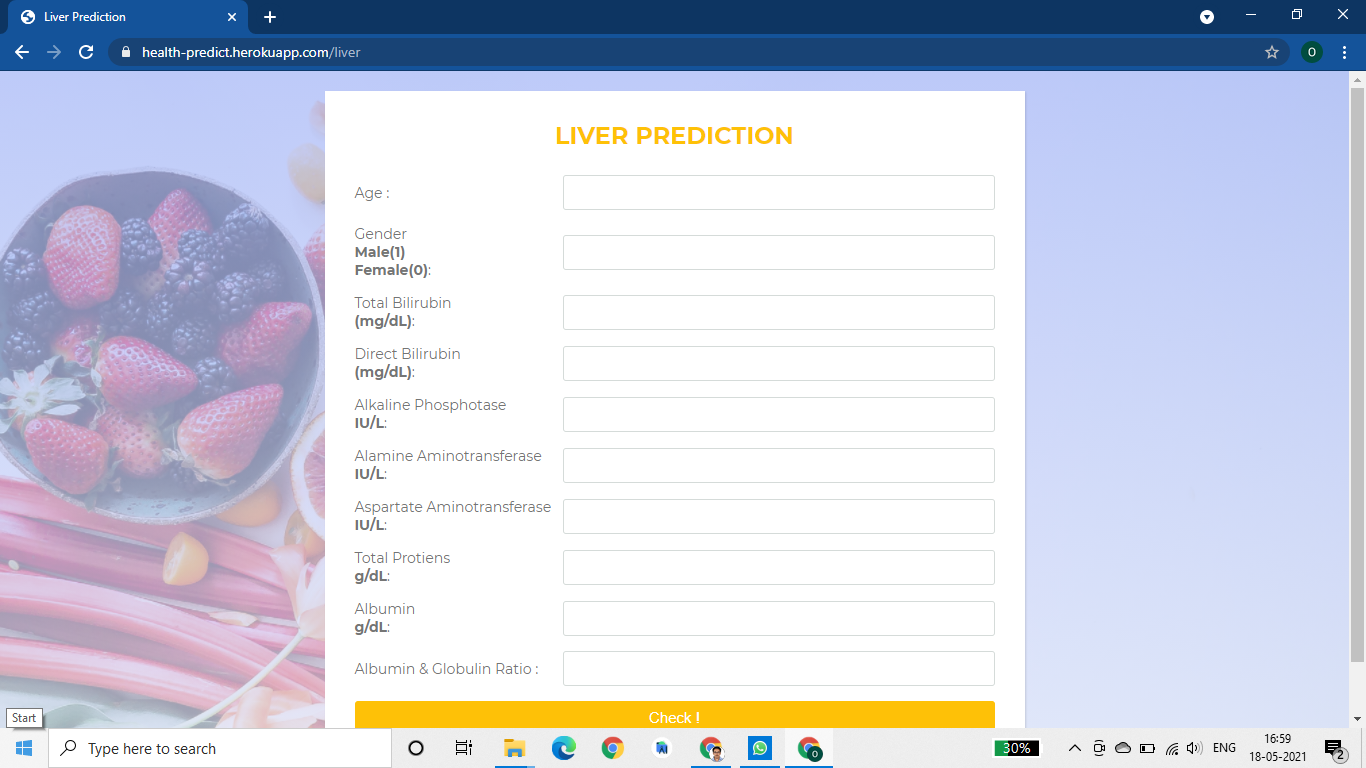 Liver Prediction
health-predict.herokuapp.com/liver
O
LIVER PREDICTION
Age :
Gender
Male(1)
Female(0):
Total Bilirubin
(mg/dL):
Direct Bilirubin
(mg/dL):
Alkaline Phosphotase
IU/L:
Alamine Aminotransferase
IU/L:
Aspartate Aminotransferase
IU/L:
Total Protiens
g/dL:
Albumin
g/dL:
Albumin & Globulin Ratio :
Check !
Start
Type here to search
30%
ENG
16:59
18-05-2021
2